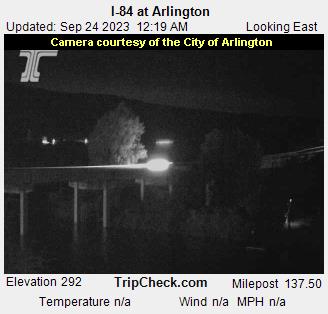 I-84 at Arlington
Updated: Sep 24 2023 12:19 AM Looking East
Camera courtesy of the City of Arlington
Elevation 292 TripCheck.com Milepost 137.50
Temperature n/a Wind n/a MPH n/a